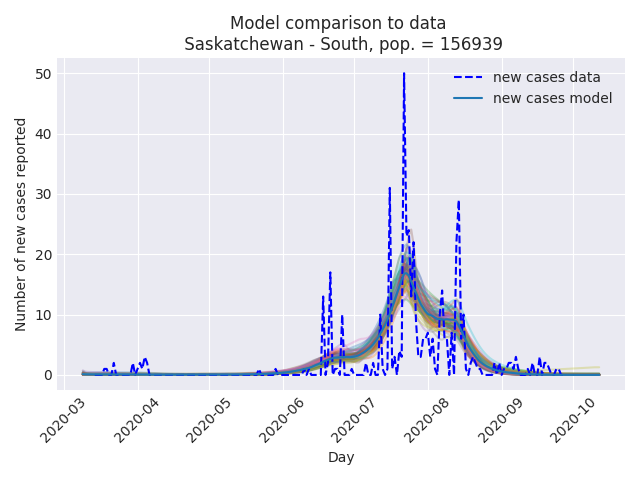 Model comparison to data
Saskatchewan - South, pop. = 156939
new cases data
new cases model
Number of new cases reported
50
40
30
20
10
0
2020-03
2020-04
2020-05
2020-06
2020-07
2020-08
2020-09
2020-10
Day